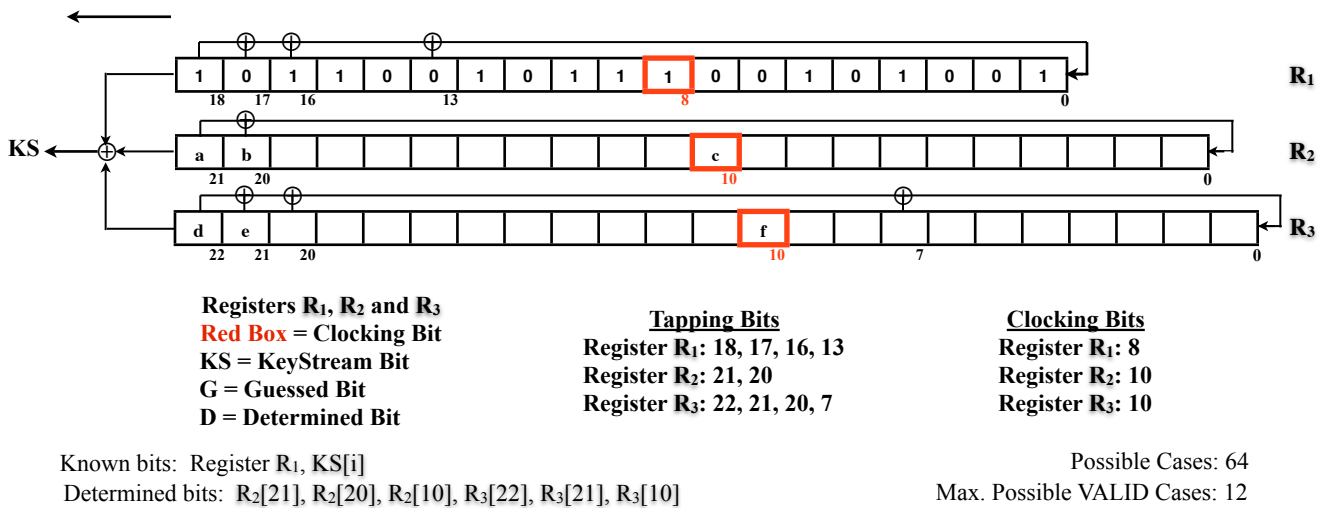 1 0 1 1 0 0 1 0 1 1 1 0 0 1 0 1 0 0 1 R1
18 17 16 13 8 0
KS a b c R2
21 20 10 0
d e f R3
22 21 20 10 7 0
Registers R1, R2 and R3
Red Box = Clocking Bit
KS = KeyStream Bit
G = Guessed Bit
D = Determined Bit
Tapping Bits
Register R1: 18, 17, 16, 13
Register R2: 21, 20
Register R3: 22, 21, 20, 7
Clocking Bits
Register R1: 8
Register R2: 10
Register R3: 10
Known bits: Register R1, KS[i]
Determined bits: R2[21], R2[20], R2[10], R3[22], R3[21], R3[10]
Possible Cases: 64
Max. Possible VALID Cases: 12